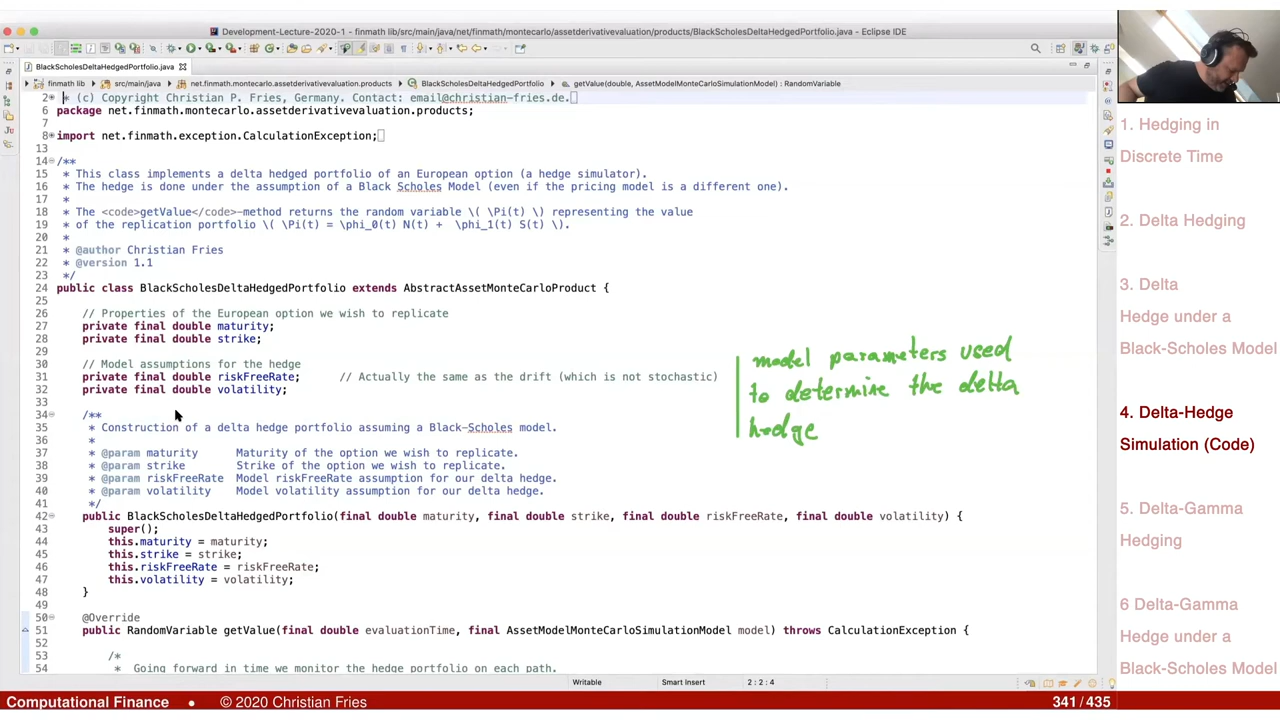 Development-Lecture-2020-1 - finmath lib/src/main/java/net/finmath/montecarlo/assetderivativevaluation/products/BlackScholesDeltaHedgedPortfolio.java - Eclipse IDE
BlackScholesDeltaHedgedPortfolio.java
finmath lib
src/main/java
net.finmath.montecarlo.assetderivativevaluation.products
BlackScholesDeltaHedgedPortfolio
getValue(double, AssetModelMonteCarloSimulationModel) : RandomVariable
2 * (c) Copyright Christian P. Fries, Germany. Contact: email@christian-fries.de.
6 package net.finmath.montecarlo.assetderivativevaluation.products;
7
8 import net.finmath.exception.CalculationException;
13
14 /**
15 * This class implements a delta hedged portfolio of an European option (a hedge simulator).
16 * The hedge is done under the assumption of a Black Scholes Model (even if the pricing model is a different one).
17 *
18 * The <code>getValue</code>-method returns the random variable \( \Pi(t) \) representing the value
19 * of the replication portfolio \( \Pi(t) = \phi_0(t) N(t) + \phi_1(t) S(t) \).
20 *
21 * @author Christian Fries
22 * @version 1.1
23 */
24 public class BlackScholesDeltaHedgedPortfolio extends AbstractAssetMonteCarloProduct {
25
26 // Properties of the European option we wish to replicate
27 private final double maturity;
28 private final double strike;
29
30 // Model assumptions for the hedge
31 private final double riskFreeRate; // Actually the same as the drift (which is not stochastic)
32 private final double volatility;
33
34 /**
35 * Construction of a delta hedge portfolio assuming a Black-Scholes model.
36 *
37 * @param maturity Maturity of the option we wish to replicate.
38 * @param strike Strike of the option we wish to replicate.
39 * @param riskFreeRate Model riskFreeRate assumption for our delta hedge.
40 * @param volatility Model volatility assumption for our delta hedge.
41 */
42 public BlackScholesDeltaHedgedPortfolio(final double maturity, final double strike, final double riskFreeRate, final double volatility) {
43 super();
44 this.maturity = maturity;
45 this.strike = strike;
46 this.riskFreeRate = riskFreeRate;
47 this.volatility = volatility;
48 }
49
50 @Override
51 public RandomVariable getValue(final double evaluationTime, final AssetModelMonteCarloSimulationModel model) throws CalculationException {
52
53 /*
54 * Going forward in time we monitor the hedge portfolio on each path.
model parameters used
to determine the delta
hedge
Writable
Smart Insert
2 : 2 : 4
1. Hedging in
Discrete Time
2. Delta Hedging
3. Delta
Hedge under a
Black-Scholes Model
4. Delta-Hedge
Simulation (Code)
5. Delta-Gamma
Hedging
6 Delta-Gamma
Hedge under a
Black-Scholes Model
Computational Finance • © 2020 Christian Fries
341 / 435